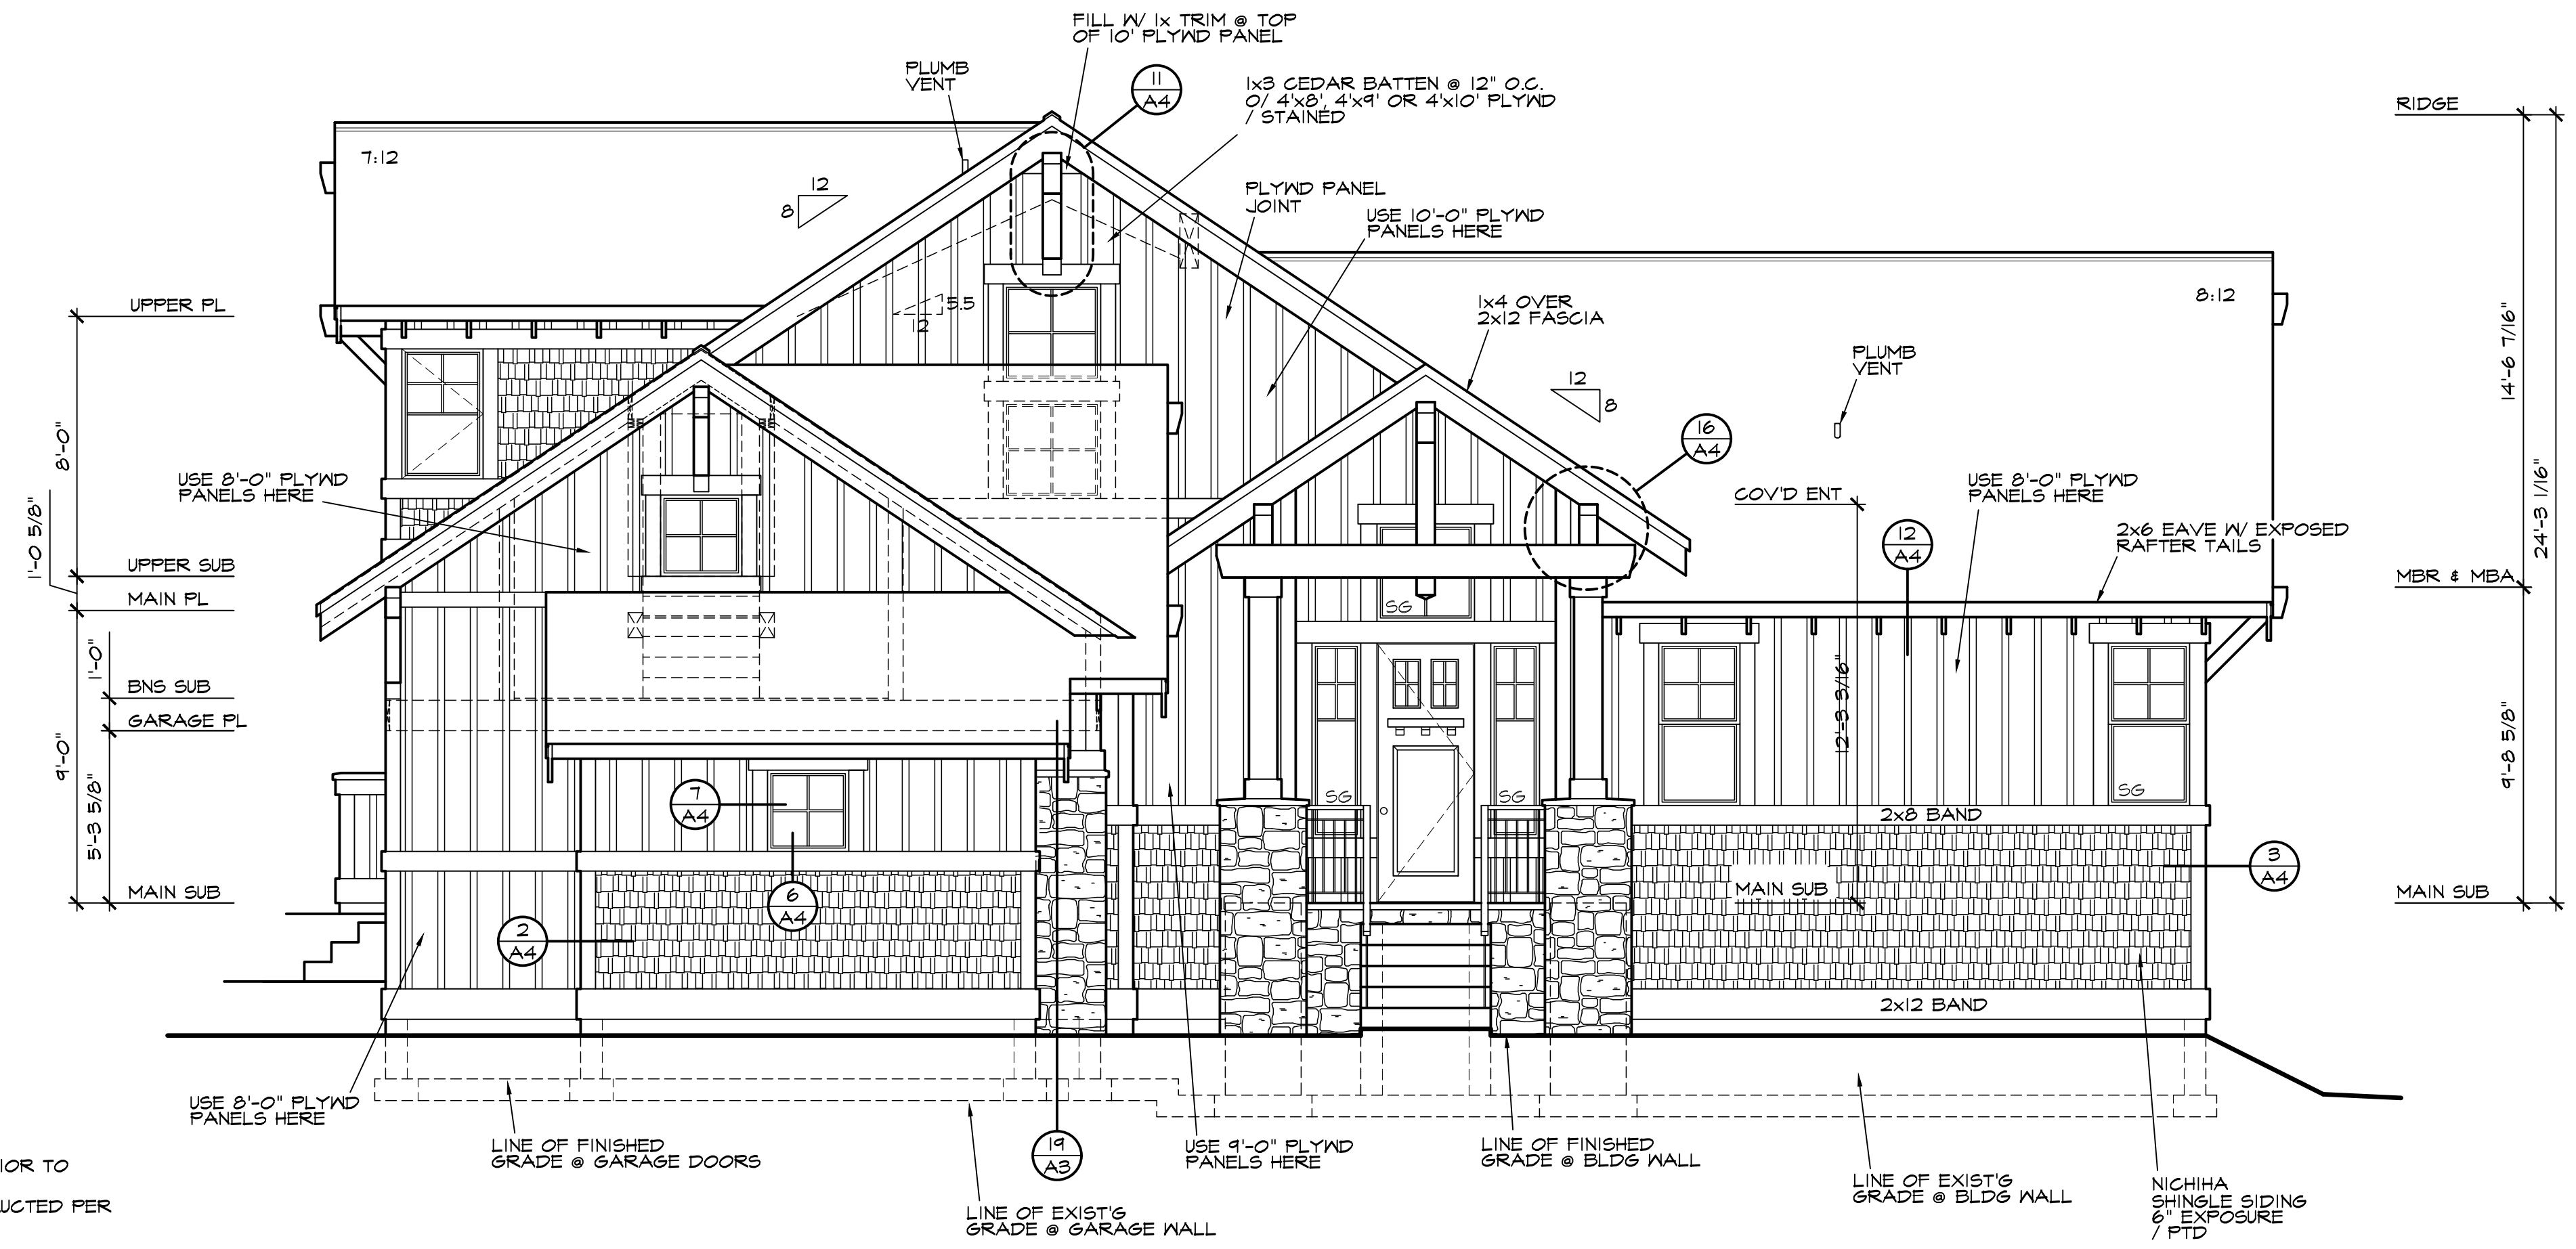 FILL W/ 1x TRIM @ TOP
OF 10' PLYWD PANEL
PLUMB
VENT
11
A4
1x3 CEDAR BATTEN @ 12" O.C.
O/ 4'x8', 4'x9' OR 4'x10' PLYWD
/ STAINED
RIDGE
7:12
12
8
PLYWD PANEL
JOINT
USE 10'-0" PLYWD
PANELS HERE
8:12
UPPER PL
5.5
12
1x4 OVER
2x12 FASCIA
14'-6 7/16"
PLUMB
VENT
12
8
24'-3 1/16"
8'-0"
16
A4
USE 8'-0" PLYWD
PANELS HERE
COV'D ENT
USE 8'-0" PLYWD
PANELS HERE
1'-0 5/8"
12
A4
2x6 EAVE W/ EXPOSED
RAFTER TAILS
UPPER SUB
MBR & MBA
MAIN PL
SG
1'-0"
BNS SUB
GARAGE PL
12'-3 3/16"
9'-8 5/8"
9'-0"
5'-3 5/8"
7
A4
SG
SG
SG
2x8 BAND
3
A4
MAIN SUB
6
A4
MAIN SUB
MAIN SUB
2
A4
2x12 BAND
USE 8'-0" PLYWD
PANELS HERE
LINE OF FINISHED
GRADE @ GARAGE DOORS
19
A3
USE 9'-0" PLYWD
PANELS HERE
LINE OF FINISHED
GRADE @ BLDG WALL
IOR TO
UCTED PER
LINE OF EXIST'G
GRADE @ GARAGE WALL
LINE OF EXIST'G
GRADE @ BLDG WALL
NICHIHA
SHINGLE SIDING
6" EXPOSURE
/ PTD